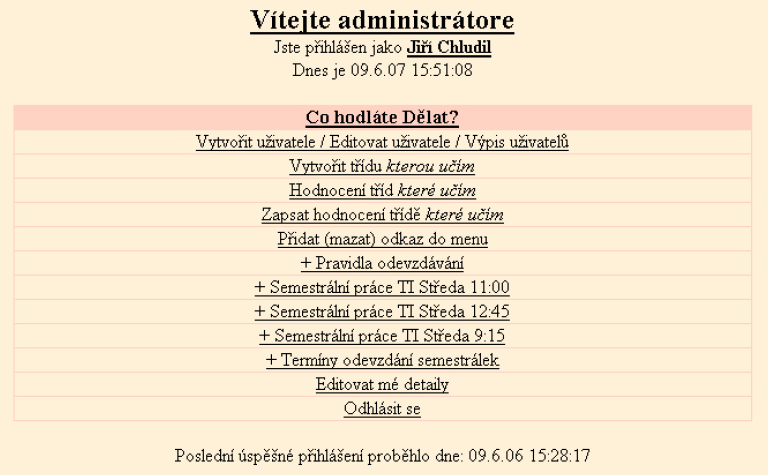 Vítejte administrátore
Jste přihlášen jako Jiří Chludil
Dnes je 09.6.07 15:51:08
Co hodláte Dělat?
Vytvořit uživatele / Editovat uživatele / Výpis uživatelů
Vytvořit třídu kterou učím
Hodnocení tříd které učím
Zapsat hodnocení třídě které učím
Přidat (mazat) odkaz do menu
+ Pravidla odevzdávání
+ Semestrální práce TI Středa 11:00
+ Semestrální práce TI Středa 12:45
+ Semestrální práce TI Středa 9:15
+ Termíny odevzdání semestrálek
Editovat mé detaily
Odhlásit se
Poslední úspěšné přihlášení proběhlo dne: 09.6.06 15:28:17